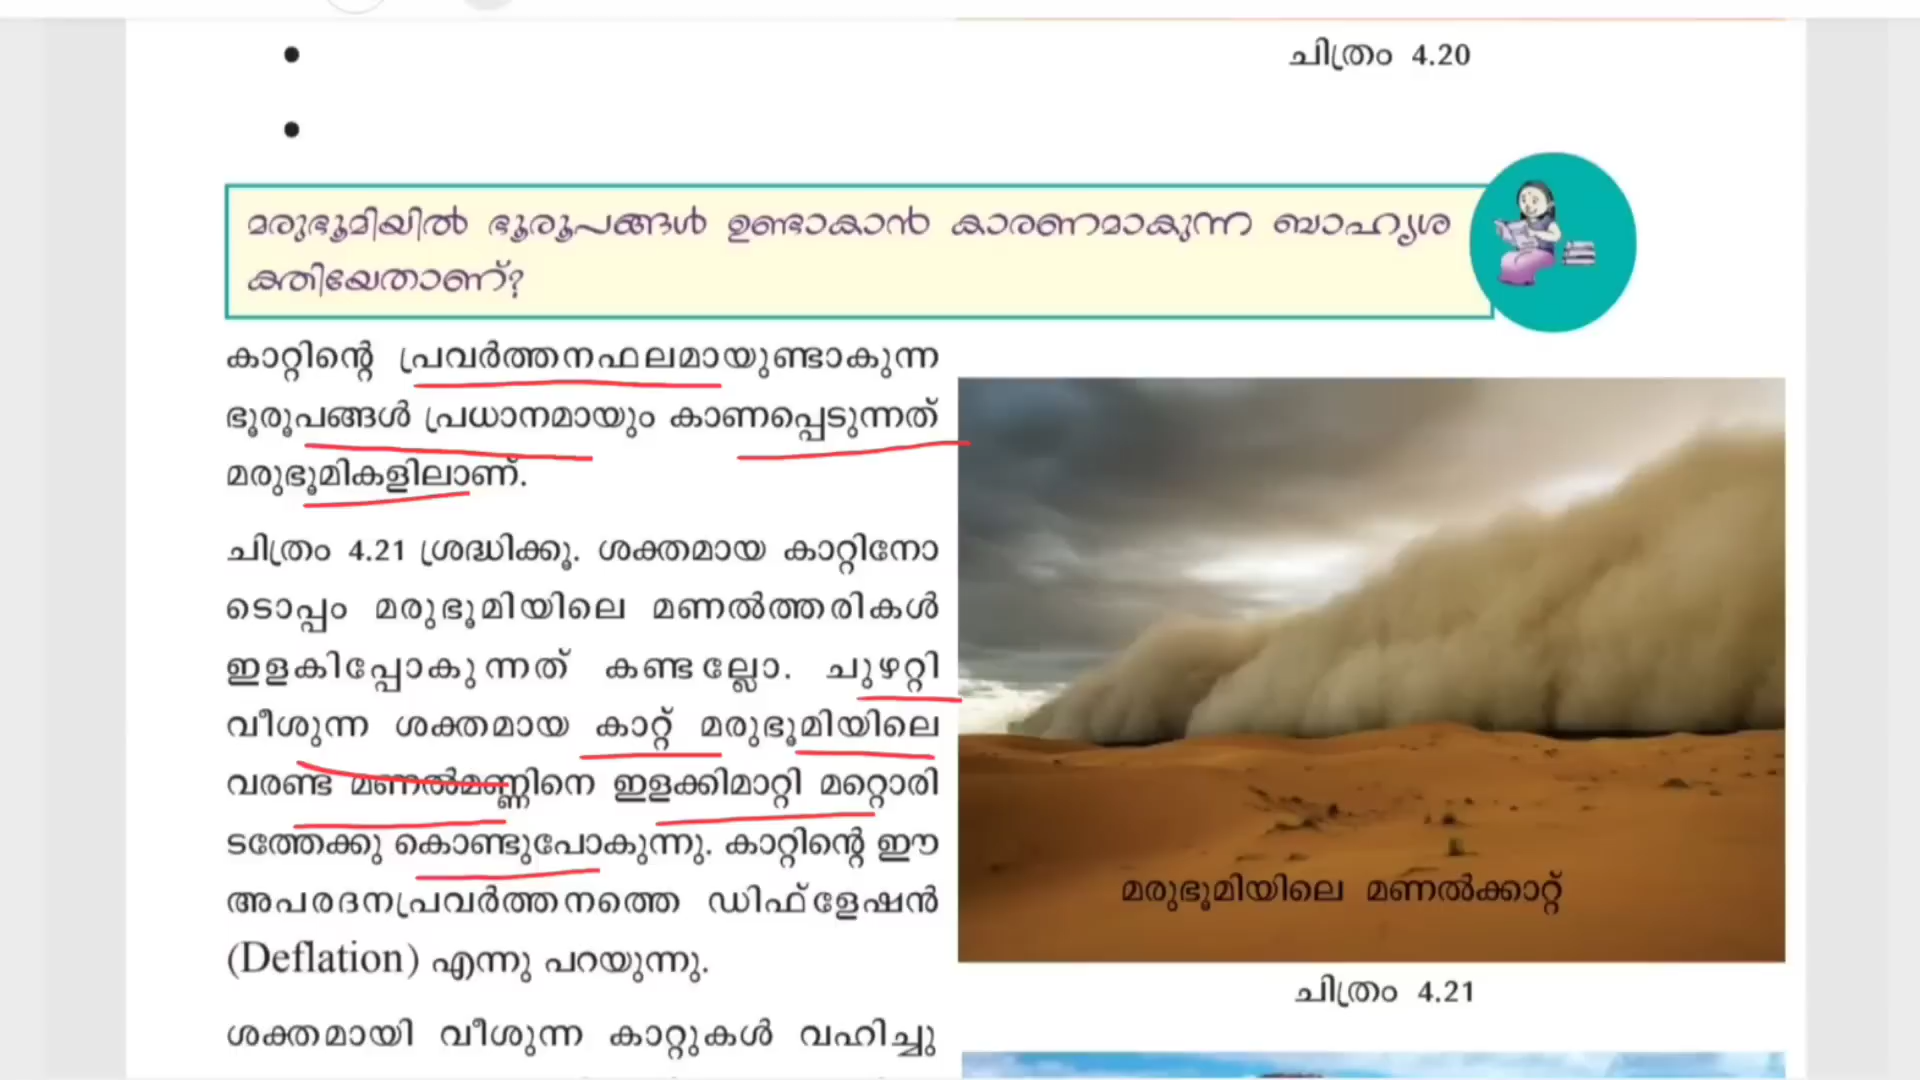 ചിത്രം 4.20
മരുഭൂമിയിൽ ഭൂരൂപങ്ങൾ ഉണ്ടാകാൻ കാരണമാകുന്ന ബാഹ്യശ
ക്തിയേതാണ്?
കാറ്റിന്റെ പ്രവർത്തനഫലമായുണ്ടാകുന്ന
ഭൂരൂപങ്ങൾ പ്രധാനമായും കാണപ്പെടുന്നത്
മരുഭൂമികളിലാണ്.
ചിത്രം 4.21 ശ്രദ്ധിക്കൂ. ശക്തമായ കാറ്റിനോ
ടൊപ്പം മരുഭൂമിയിലെ മണൽത്തരികൾ
ഇളകിപ്പോകുന്നത് കണ്ടല്ലോ. ചുഴറ്റി
വീശുന്ന ശക്തമായ കാറ്റ് മരുഭൂമിയിലെ
വരണ്ട മണൽമണ്ണിനെ ഇളക്കിമാറ്റി മറ്റൊരി
ടത്തേക്കു കൊണ്ടുപോകുന്നു. കാറ്റിന്റെ ഈ
അപരദനപ്രവർത്തനത്തെ ഡിഫ്ളേഷൻ
(Deflation) എന്നു പറയുന്നു.
ശക്തമായി വീശുന്ന കാറ്റുകൾ വഹിച്ചു
മരുഭൂമിയിലെ മണൽക്കാറ്റ്
ചിത്രം 4.21